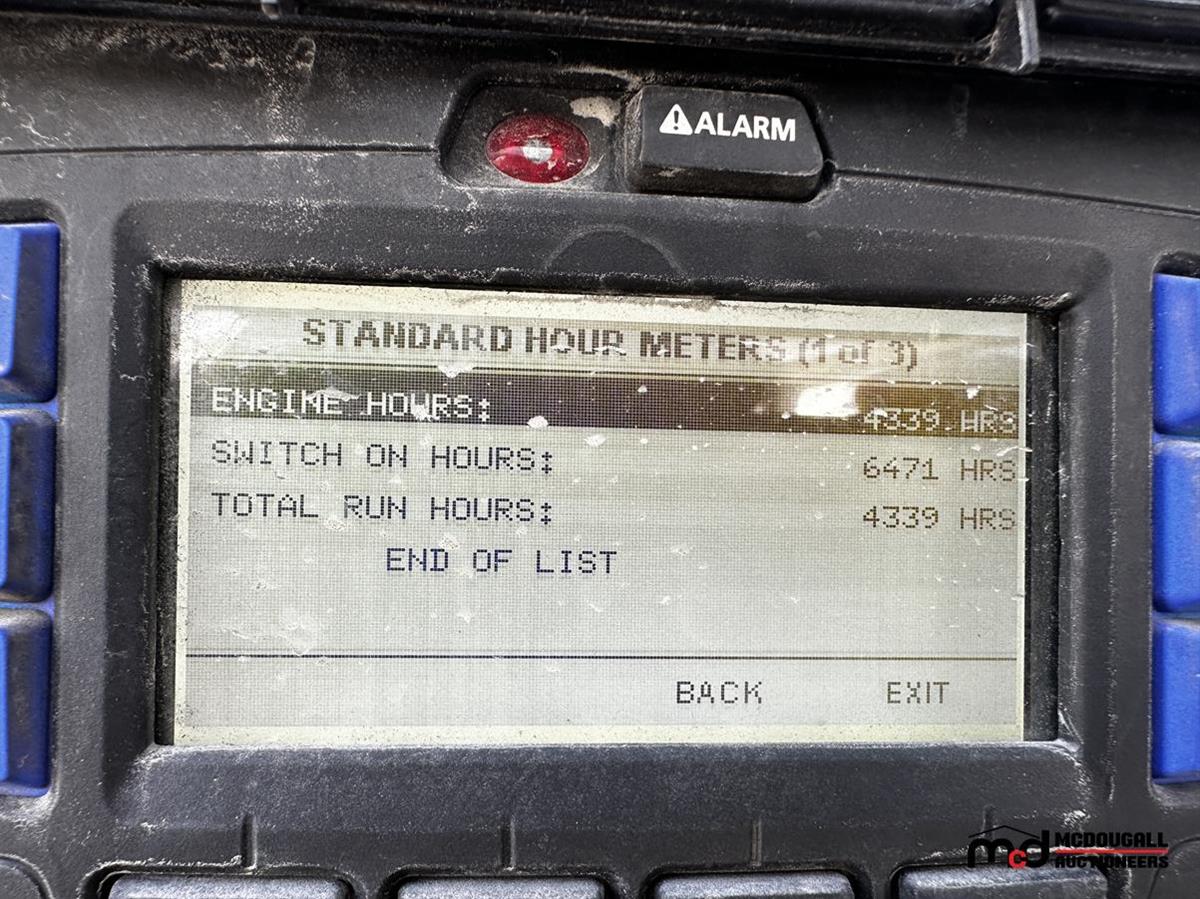 ⚠ALARM
STANDARD HOUR METERS (1 of 3)
ENGINE HOURS: 4339 HRS
SWITCH ON HOURS: 6471 HRS
TOTAL RUN HOURS: 4339 HRS
END OF LIST
BACK EXIT
mcd MCDOUGALL
AUCTIONEERS